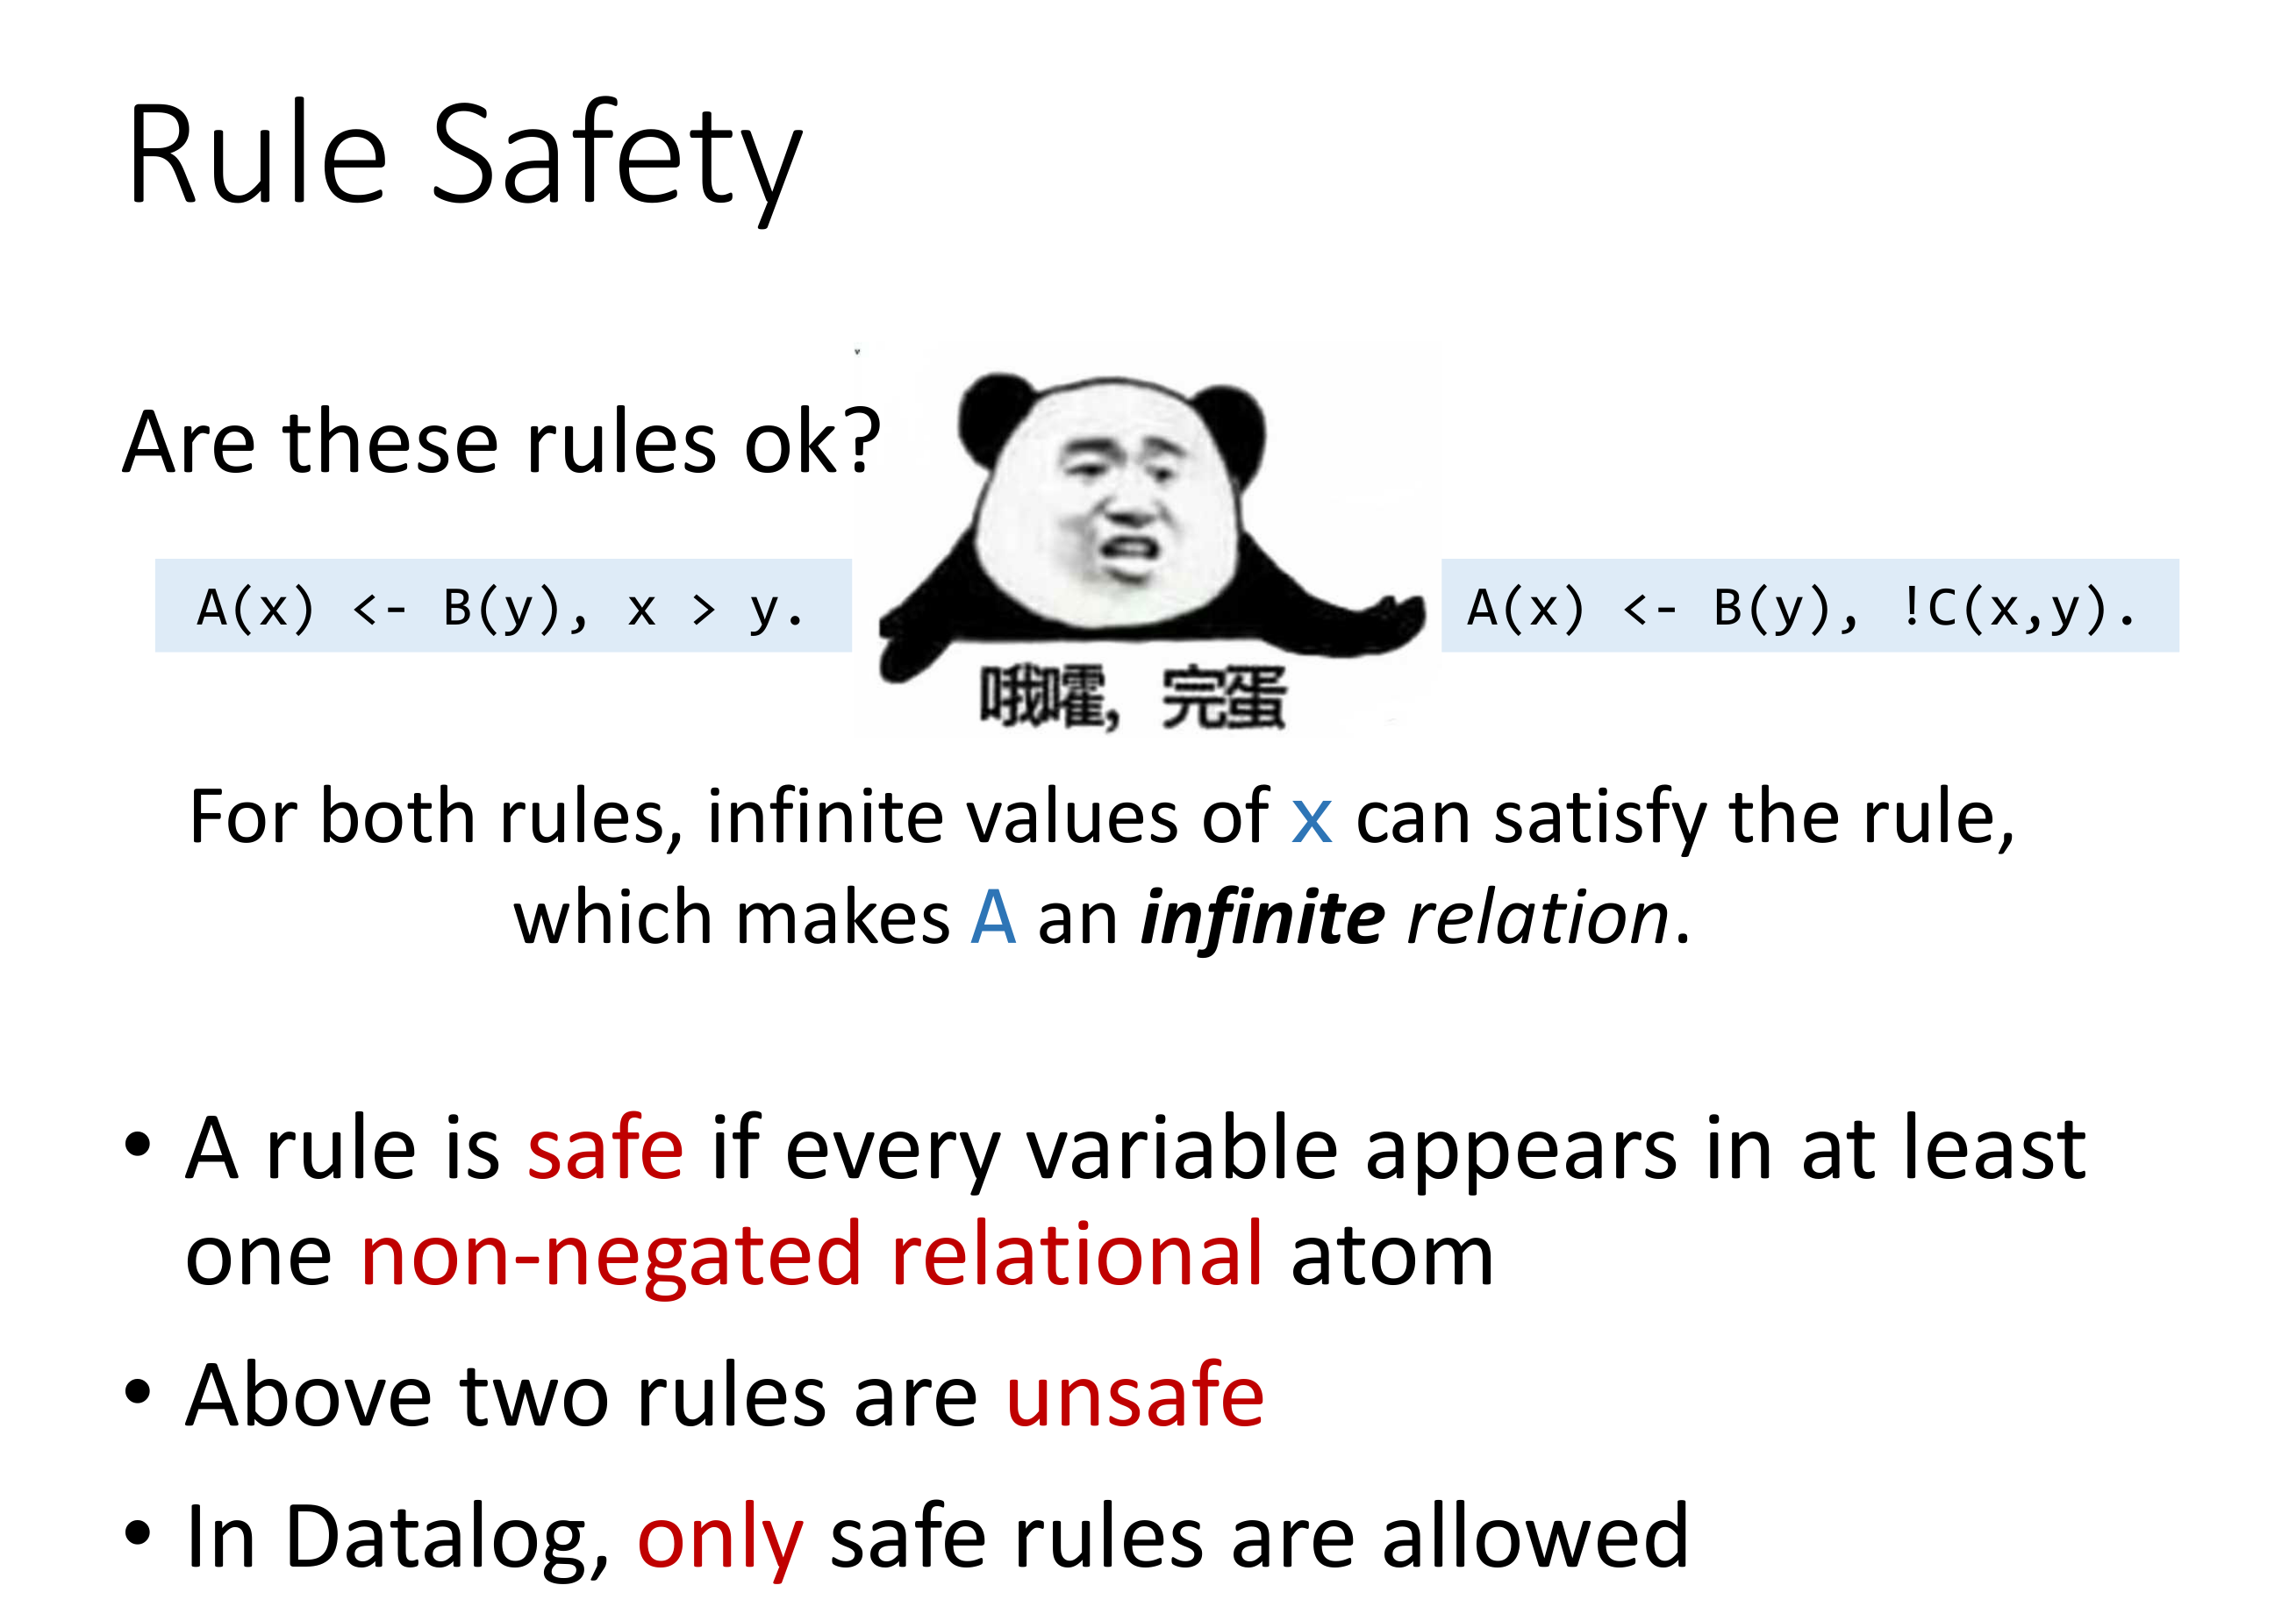 Rule Safety
Are these rules ok?
A(x) <- B(y), x > y.
A(x) <- B(y), !C(x,y).
哦嚯，完蛋
For both rules, infinite values of x can satisfy the rule,
which makes A an infinite relation.
• A rule is safe if every variable appears in at least
one non-negated relational atom
• Above two rules are unsafe
• In Datalog, only safe rules are allowed